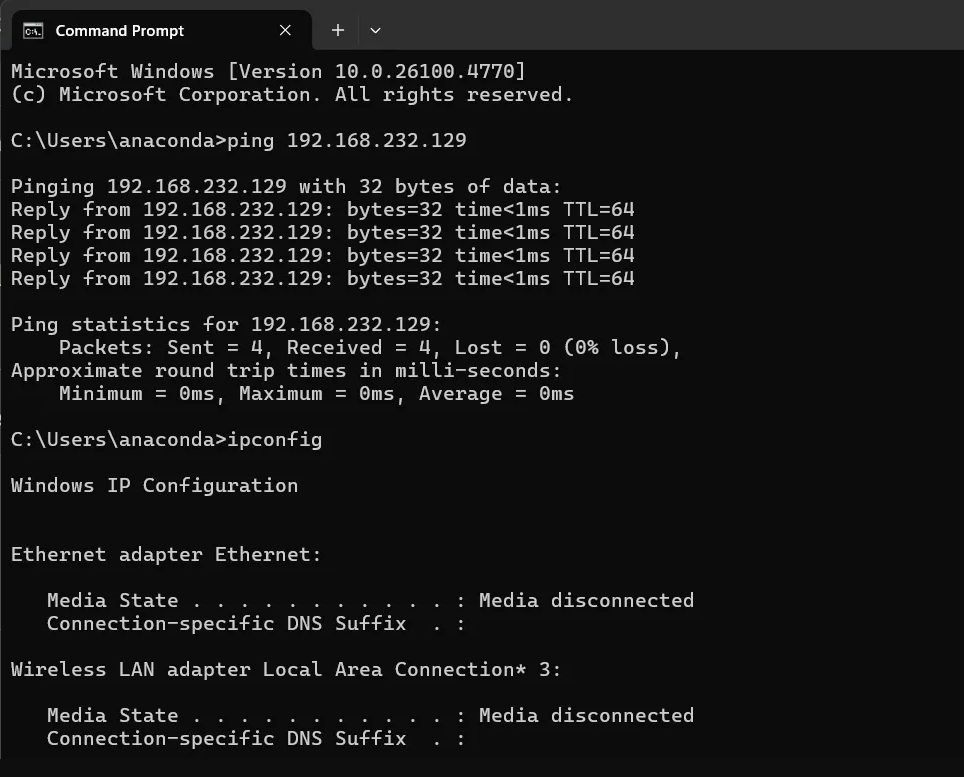 Command Prompt
Microsoft Windows [Version 10.0.26100.4770]
(c) Microsoft Corporation. All rights reserved.
C:\Users\anaconda>ping 192.168.232.129
Pinging 192.168.232.129 with 32 bytes of data:
Reply from 192.168.232.129: bytes=32 time<1ms TTL=64
Reply from 192.168.232.129: bytes=32 time<1ms TTL=64
Reply from 192.168.232.129: bytes=32 time<1ms TTL=64
Reply from 192.168.232.129: bytes=32 time<1ms TTL=64
Ping statistics for 192.168.232.129:
    Packets: Sent = 4, Received = 4, Lost = 0 (0% loss),
Approximate round trip times in milli-seconds:
    Minimum = 0ms, Maximum = 0ms, Average = 0ms
C:\Users\anaconda>ipconfig
Windows IP Configuration
Ethernet adapter Ethernet:
   Media State . . . . . . . . . . . : Media disconnected
   Connection-specific DNS Suffix  . :
Wireless LAN adapter Local Area Connection* 3:
   Media State . . . . . . . . . . . : Media disconnected
   Connection-specific DNS Suffix  . :